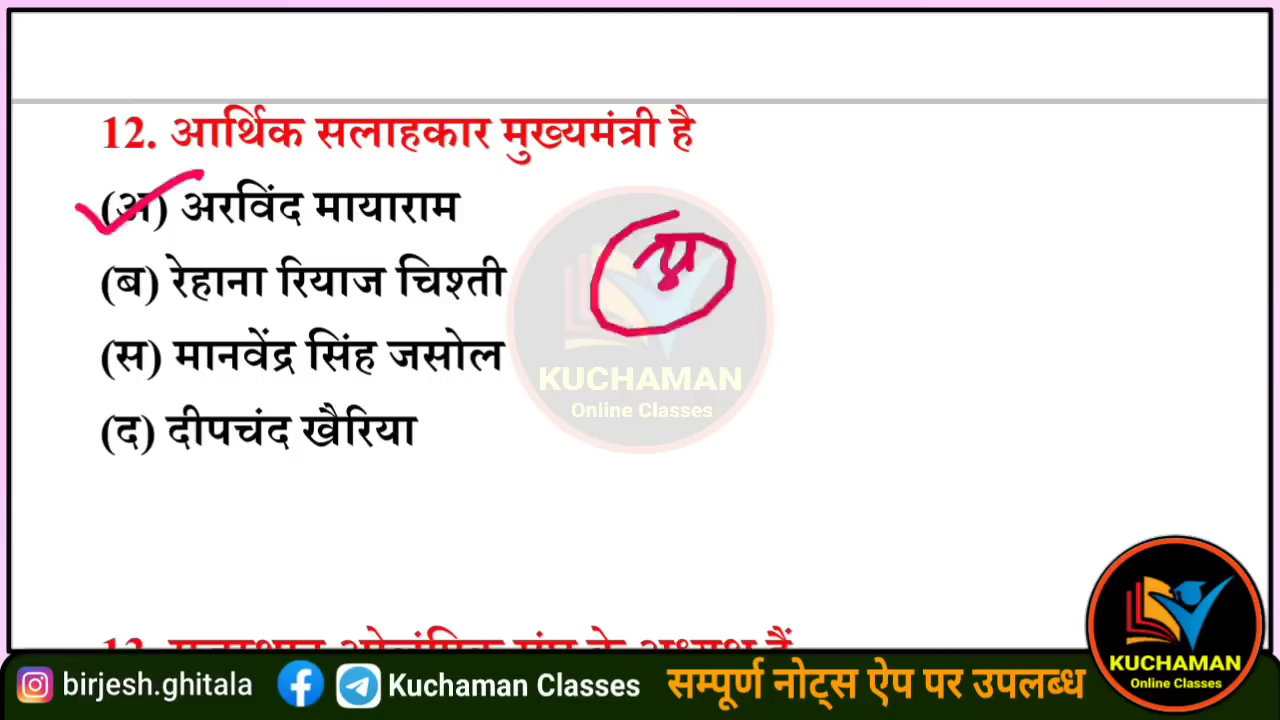 12. आर्थिक सलाहकार मुख्यमंत्री है
(अ) अरविंद मायाराम
(ब) रेहाना रियाज चिश्ती
(स) मानवेंद्र सिंह जसोल
(द) दीपचंद खैरिया
KUCHAMAN
Online Classes
KUCHAMAN
Online Classes
birjesh.ghitala
Kuchaman Classes
सम्पूर्ण नोट्स ऐप पर उपलब्ध